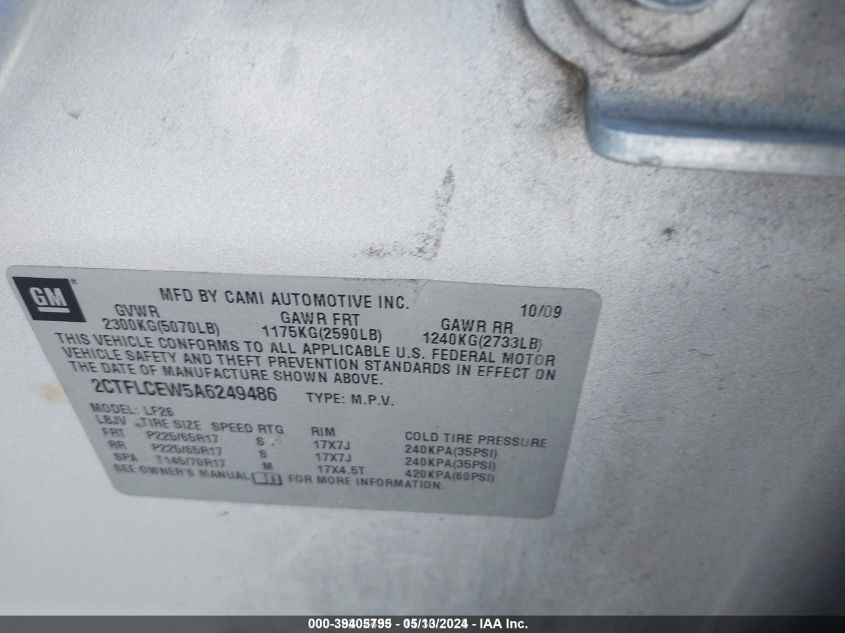 GM ®
MFD BY CAMI AUTOMOTIVE INC. 10/09
GVWR GAWR FRT GAWR RR
2300KG(5070LB) 1175KG(2590LB) 1240KG(2733LB)
THIS VEHICLE CONFORMS TO ALL APPLICABLE U.S. FEDERAL MOTOR
VEHICLE SAFETY AND THEFT PREVENTION STANDARDS IN EFFECT ON
THE DATE OF MANUFACTURE SHOWN ABOVE.
2CTFLCEW5A6249486 TYPE: M.P.V.
MODEL: LF26
LBJV TIRE SIZE SPEED RTG RIM COLD TIRE PRESSURE
FRT P225/65R17 S 17X7J 240KPA(35PSI)
RR P225/65R17 S 17X7J 240KPA(35PSI)
SPA T145/70R17 M 17X4.5T 420KPA(60PSI)
SEE OWNER'S MANUAL FOR MORE INFORMATION.
05/13/2024 - IAA Inc.